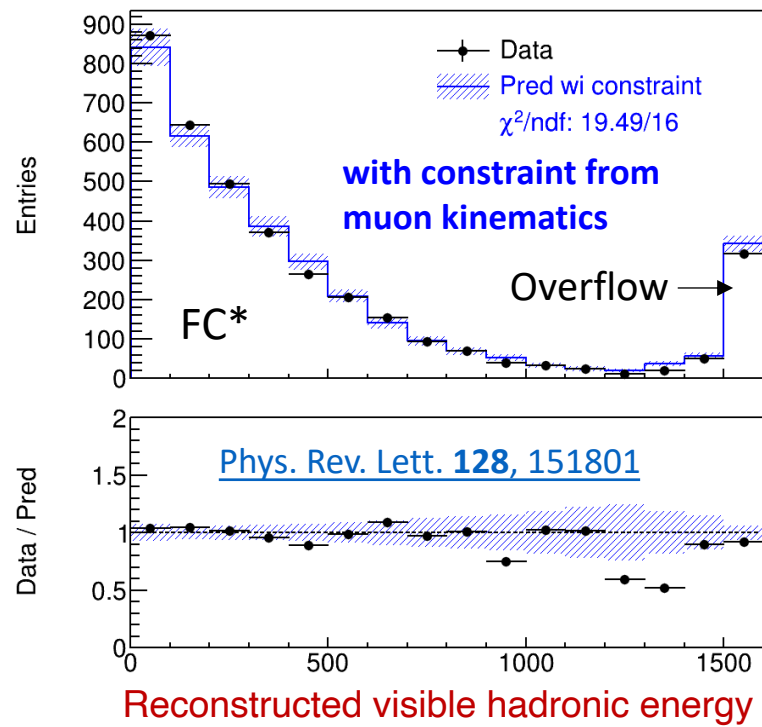 900
800
700
600
500
400
300
200
100
0
Entries
Data
Pred wi constraint
χ²/ndf: 19.49/16
with constraint from
muon kinematics
Overflow
FC*
2
1.5
1
0.5
0
Data / Pred
Phys. Rev. Lett. 128, 151801
0 500 1000 1500
Reconstructed visible hadronic energy